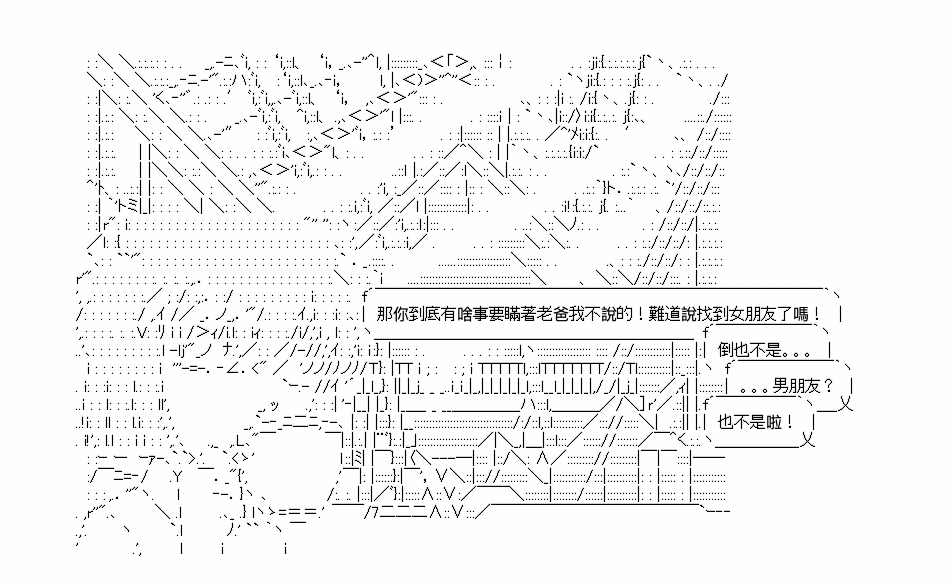 那你到底有啥事要瞞著老爸我不說的！難道說找到女朋友了嗎！
倒也不是。。。
。。。男朋友？
也不是啦！